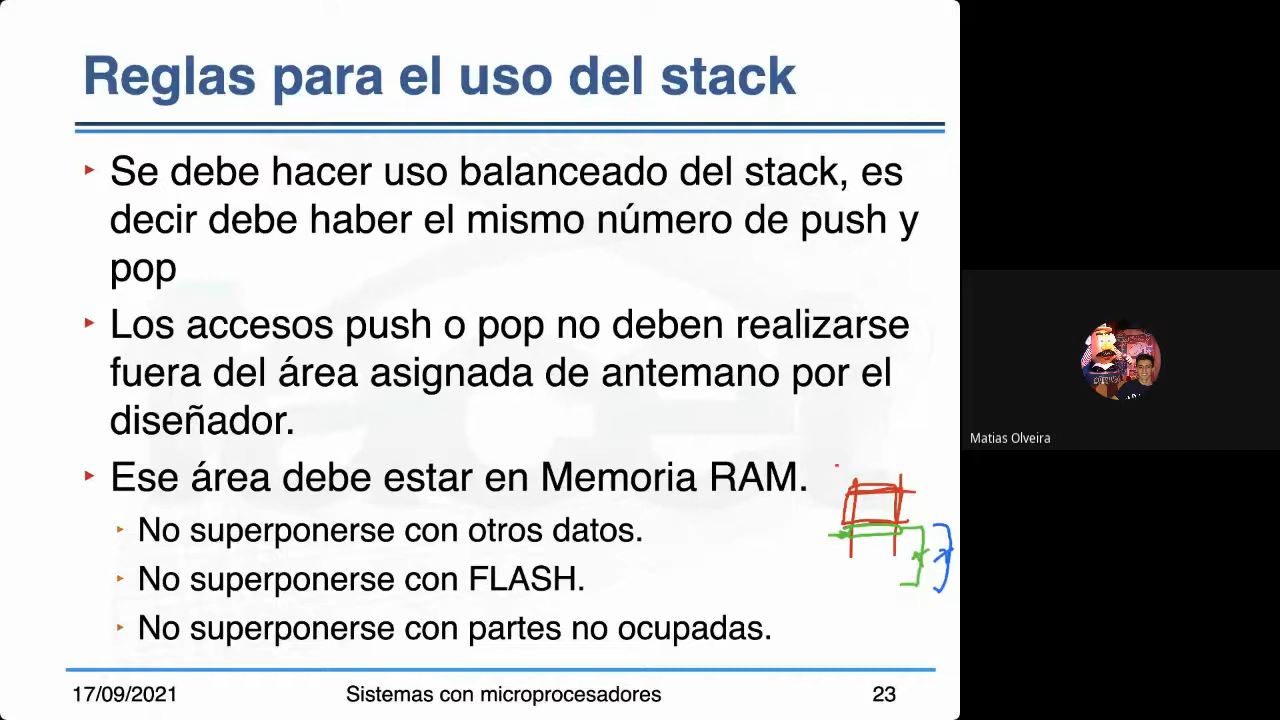 Reglas para el uso del stack
Se debe hacer uso balanceado del stack, es
decir debe haber el mismo número de push y
pop
Los accesos push o pop no deben realizarse
fuera del área asignada de antemano por el
diseñador.
Ese área debe estar en Memoria RAM.
No superponerse con otros datos.
No superponerse con FLASH.
No superponerse con partes no ocupadas.
17/09/2021 Sistemas con microprocesadores 23
Matias Olveira